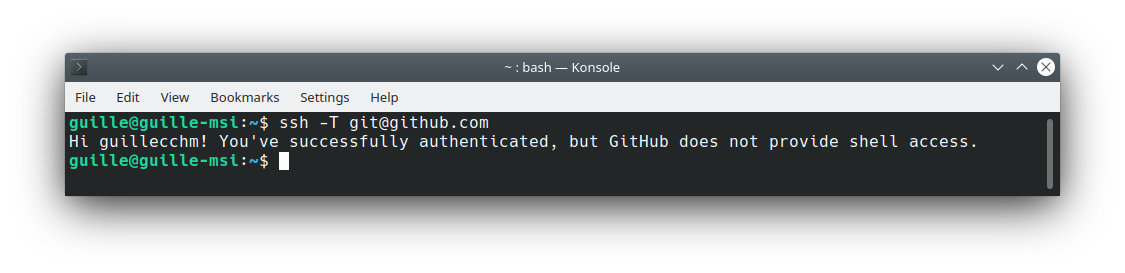 ~ : bash — Konsole
File Edit View Bookmarks Settings Help
guille@guille-msi:~$ ssh -T git@github.com
Hi guillecchm! You've successfully authenticated, but GitHub does not provide shell access.
guille@guille-msi:~$